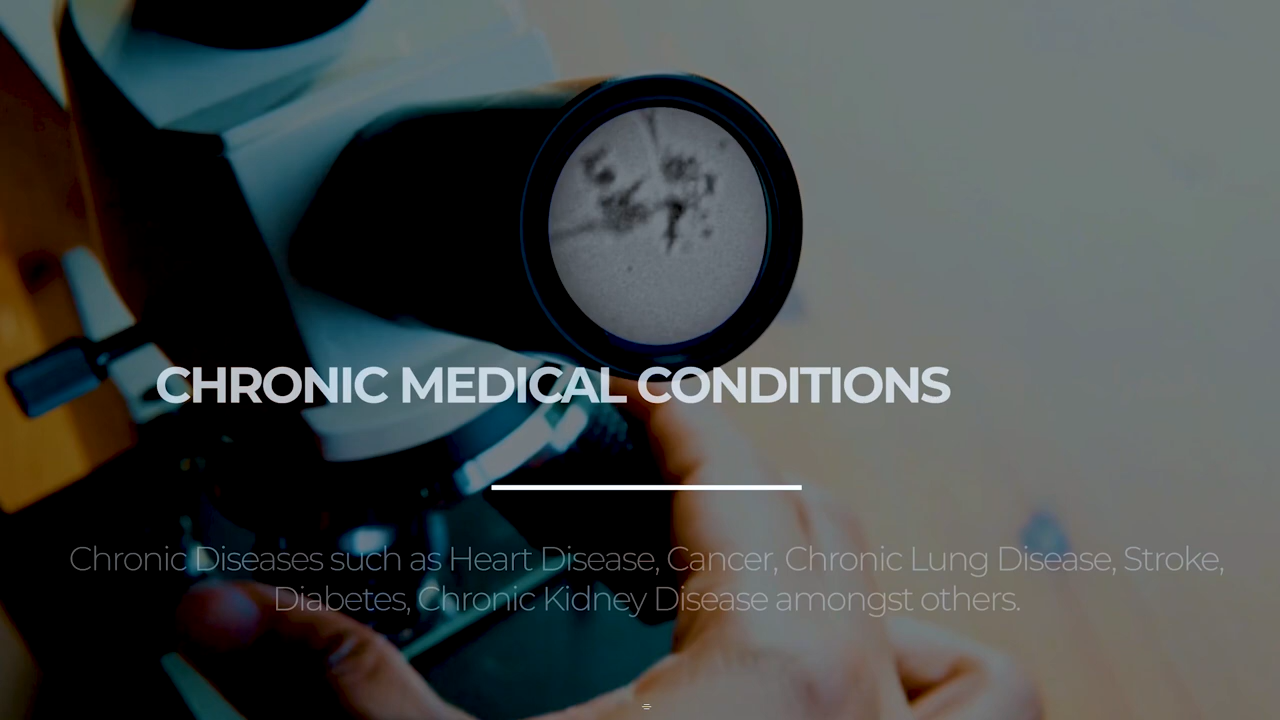 CHRONIC MEDICAL CONDITIONS
Chronic Diseases such as Heart Disease, Cancer, Chronic Lung Disease, Stroke,
Diabetes, Chronic Kidney Disease amongst others.